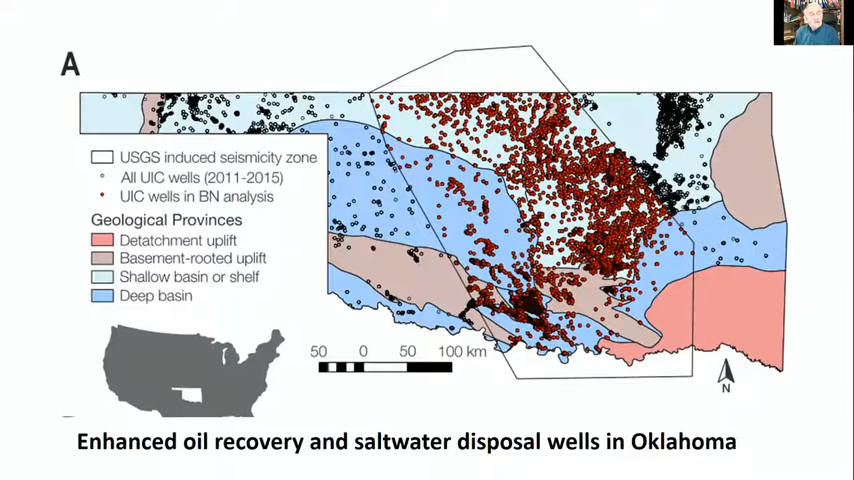 A
USGS induced seismicity zone
All UIC wells (2011-2015)
UIC wells in BN analysis
Geological Provinces
Detatchment uplift
Basement-rooted uplift
Shallow basin or shelf
Deep basin
50 0 50 100 km
N
Enhanced oil recovery and saltwater disposal wells in Oklahoma